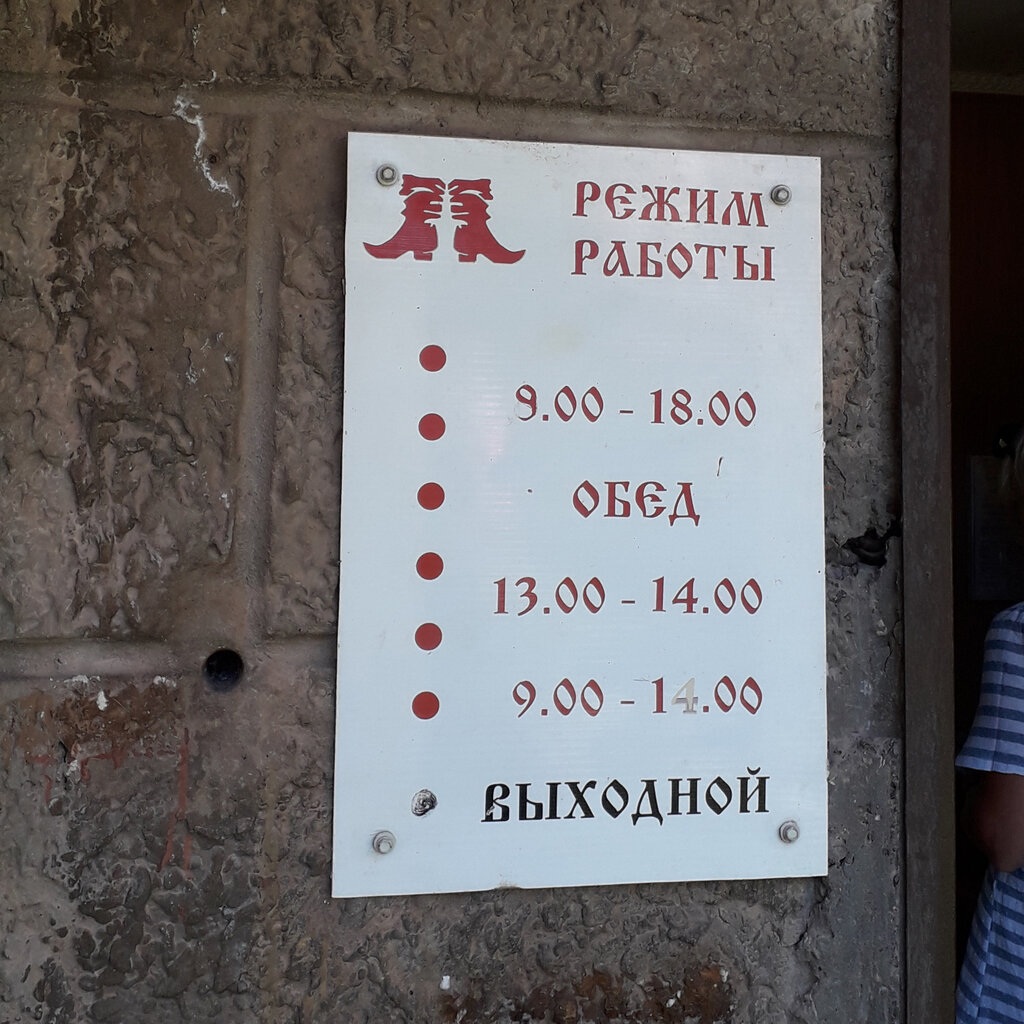 РЕЖИМ
РАБОТЫ
9.00 - 18.00
ОБЕД
13.00 - 14.00
9.00 - 14.00
ВЫХОДНОЙ